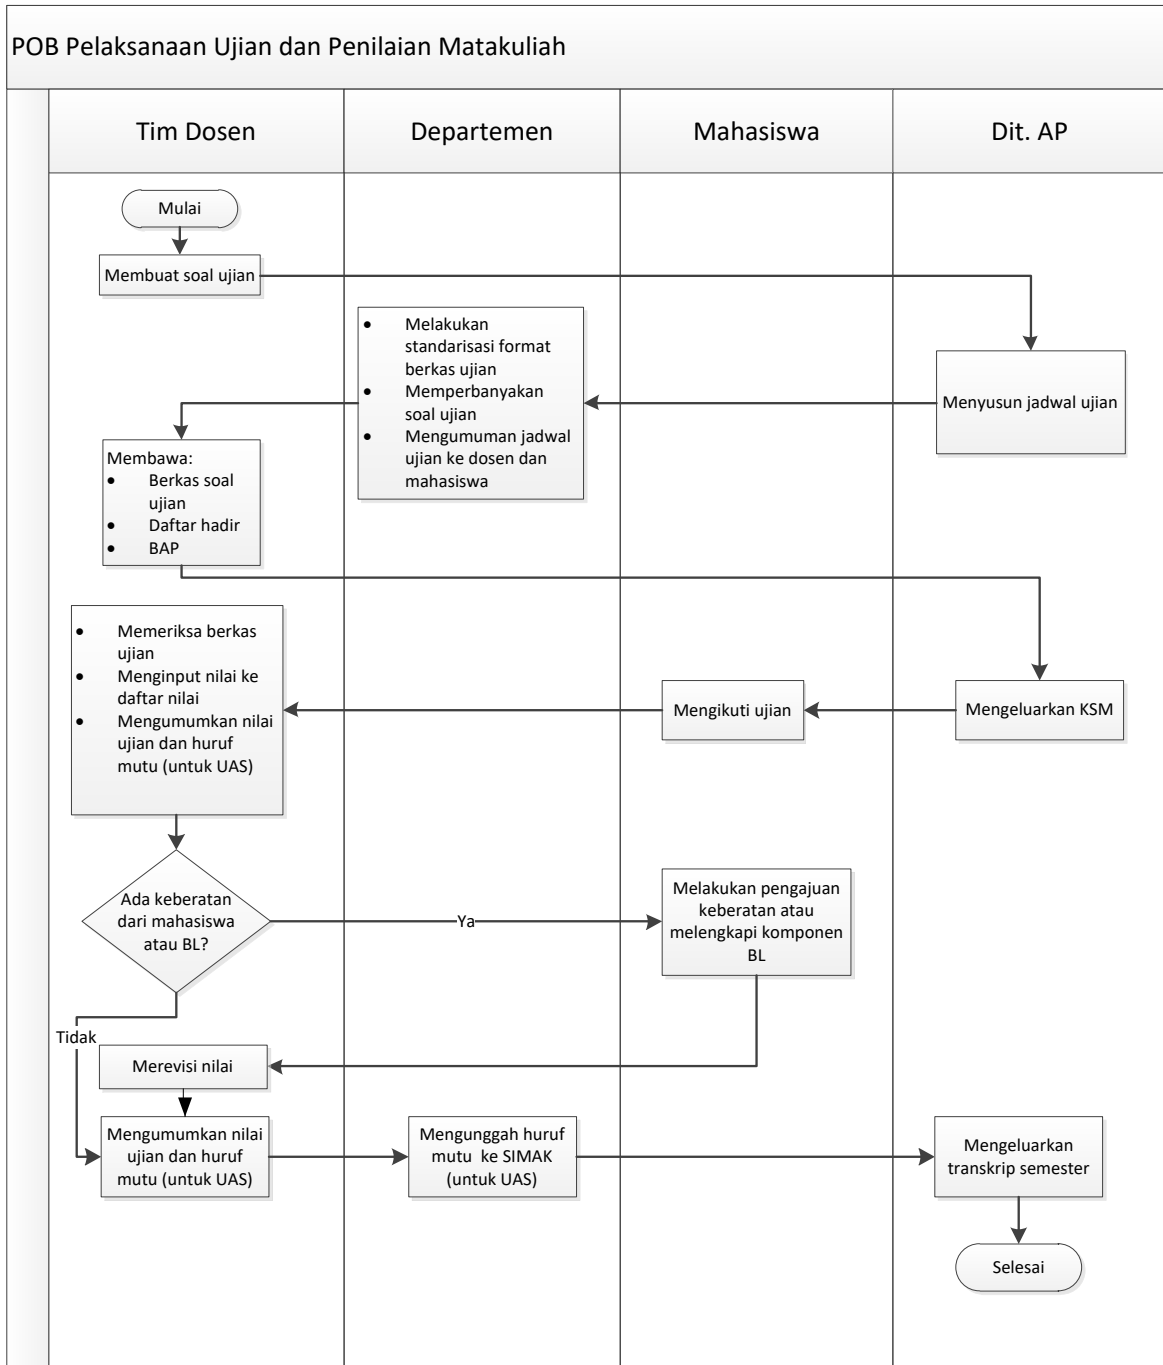 POB Pelaksanaan Ujian dan Penilaian Matakuliah
Tim Dosen
Departemen
Mahasiswa
Dit. AP
Mulai
Membuat soal ujian
• Melakukan
standarisasi format
berkas ujian
• Memperbanyakan
soal ujian
• Mengumuman jadwal
ujian ke dosen dan
mahasiswa
Menyusun jadwal ujian
Membawa:
• Berkas soal
ujian
• Daftar hadir
• BAP
• Memeriksa berkas
ujian
• Menginput nilai ke
daftar nilai
• Mengumumkan nilai
ujian dan huruf
mutu (untuk UAS)
Mengikuti ujian
Mengeluarkan KSM
Ada keberatan
dari mahasiswa
atau BL?
Ya
Melakukan pengajuan
keberatan atau
melengkapi komponen
BL
Tidak
Merevisi nilai
Mengumumkan nilai
ujian dan huruf
mutu (untuk UAS)
Mengunggah huruf
mutu ke SIMAK
(untuk UAS)
Mengeluarkan
transkrip semester
Selesai